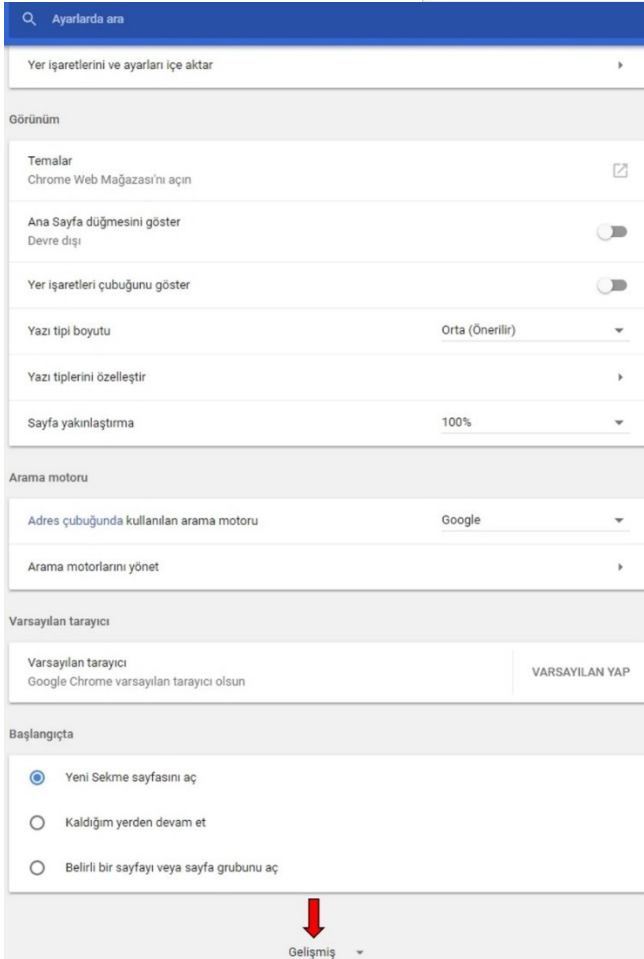 Ayarlarda ara
Yer işaretlerini ve ayarları içe aktar
Görünüm
Temalar
Chrome Web Mağazası'nı açın
Ana Sayfa düğmesini göster
Devre dışı
Yer işaretleri çubuğunu göster
Yazı tipi boyutu Orta (Önerilir)
Yazı tiplerini özelleştir
Sayfa yakınlaştırma 100%
Arama motoru
Adres çubuğunda kullanılan arama motoru Google
Arama motorlarını yönet
Varsayılan tarayıcı
Varsayılan tarayıcı
Google Chrome varsayılan tarayıcı olsun
VARSAYILAN YAP
Başlangıçta
Yeni Sekme sayfasını aç
Kaldığım yerden devam et
Belirli bir sayfayı veya sayfa grubunu aç
Gelişmiş